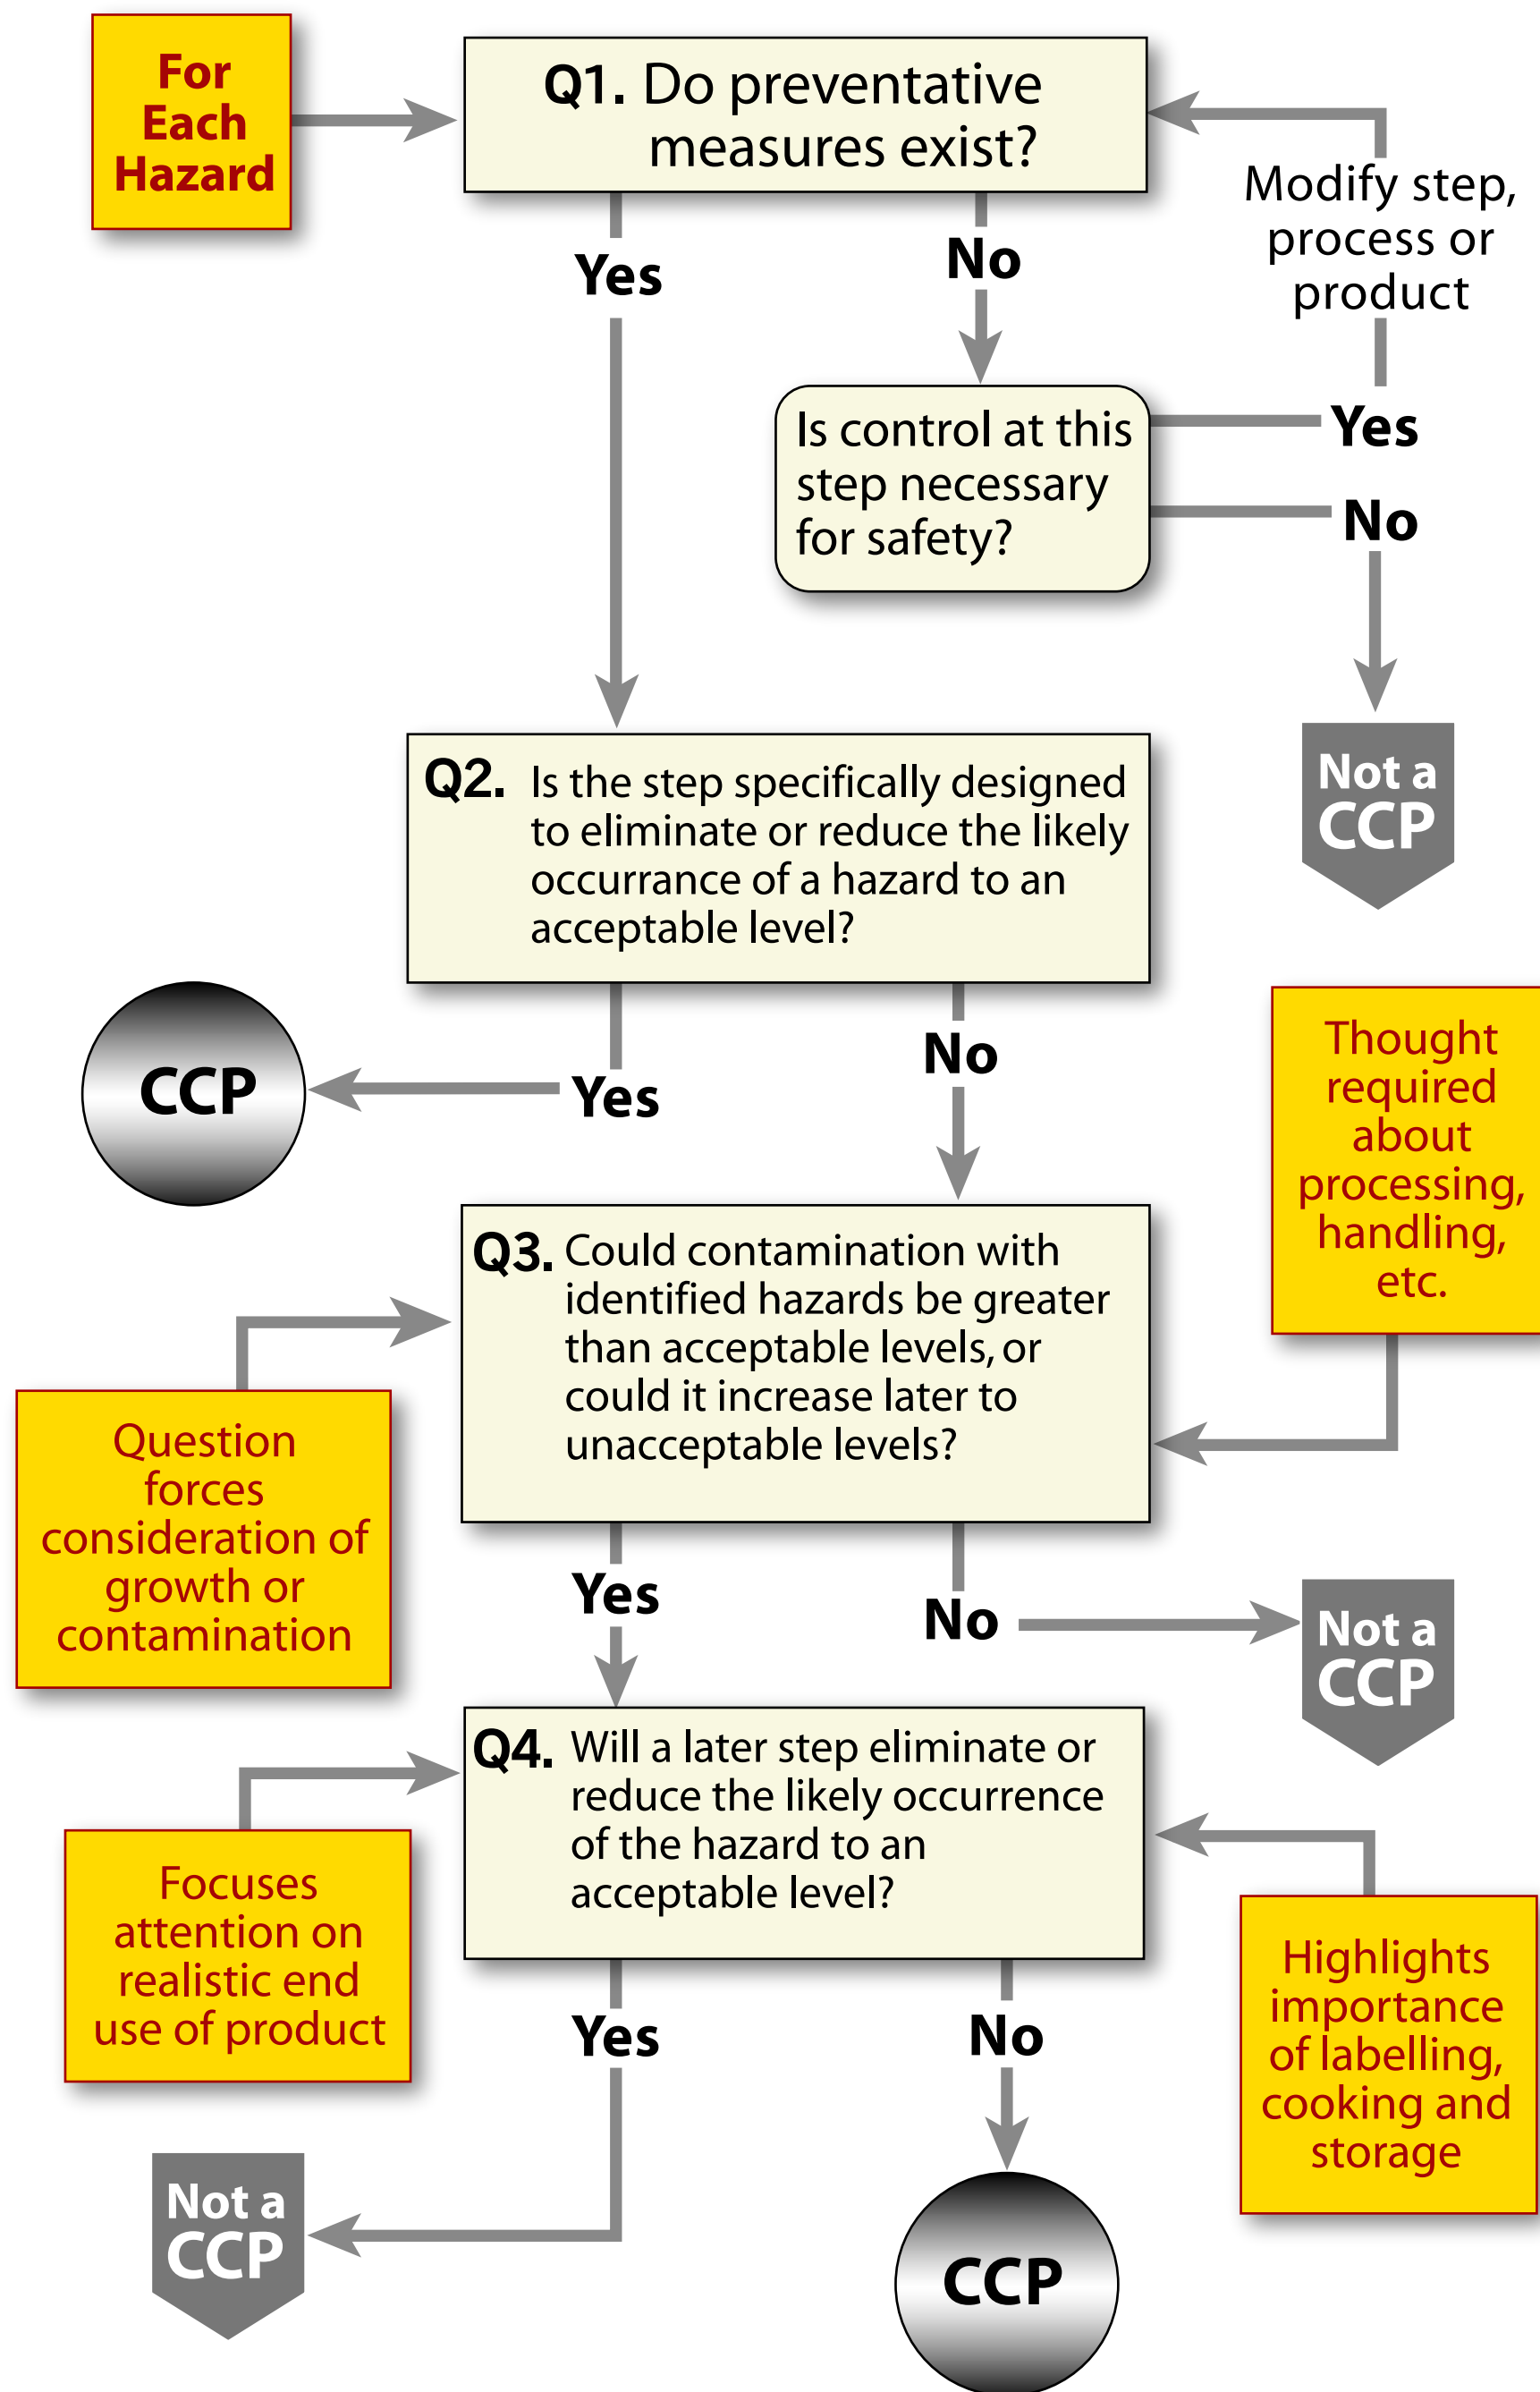 For
Each
Hazard
Q1. Do preventative
measures exist?
Modify step,
process or
product
Yes
No
Is control at this
step necessary
for safety?
Yes
No
Not a
CCP
Q2. Is the step specifically designed
to eliminate or reduce the likely
occurrance of a hazard to an
acceptable level?
Yes
No
CCP
Thought
required
about
processing,
handling,
etc.
Q3. Could contamination with
identified hazards be greater
than acceptable levels, or
could it increase later to
unacceptable levels?
Question
forces
consideration of
growth or
contamination
Yes
No
Not a
CCP
Q4. Will a later step eliminate or
reduce the likely occurrence
of the hazard to an
acceptable level?
Focuses
attention on
realistic end
use of product
Highlights
importance
of labelling,
cooking and
storage
Yes
No
Not a
CCP
CCP